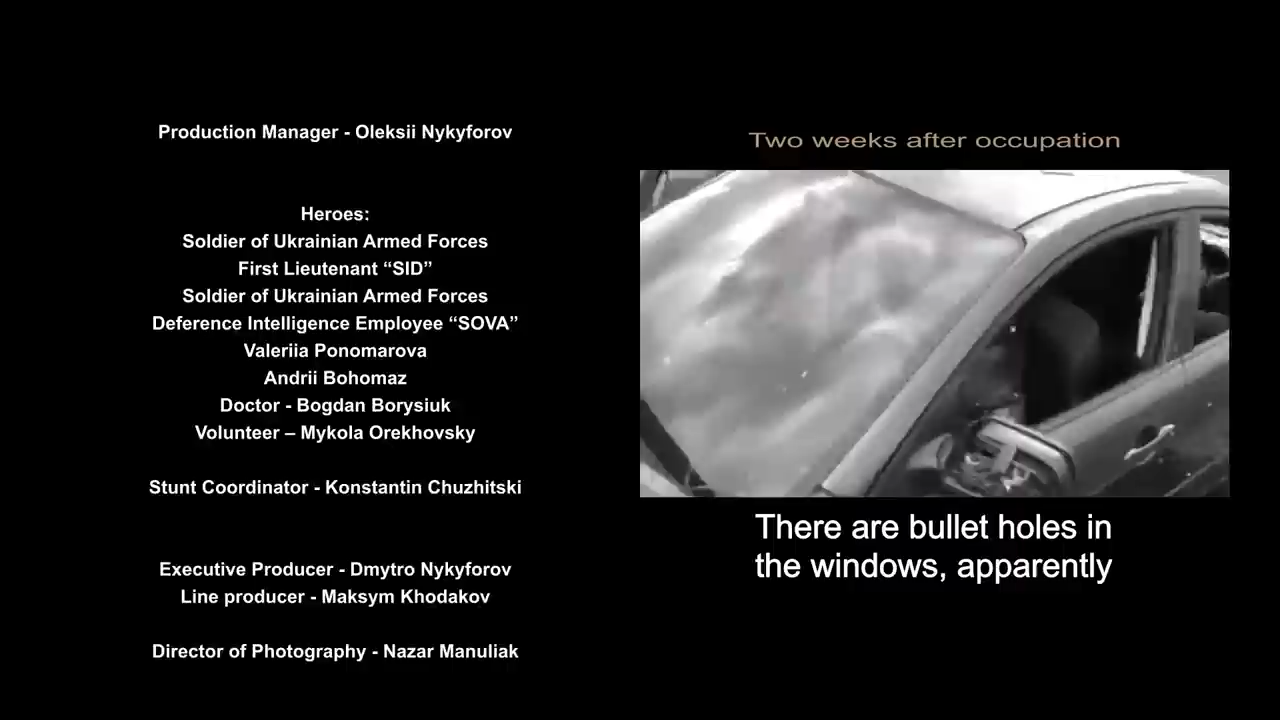 Production Manager - Oleksii Nykyforov
Heroes:
Soldier of Ukrainian Armed Forces
First Lieutenant “SID”
Soldier of Ukrainian Armed Forces
Deference Intelligence Employee “SOVA”
Valeriia Ponomarova
Andrii Bohomaz
Doctor - Bogdan Borysiuk
Volunteer – Mykola Orekhovsky
Stunt Coordinator - Konstantin Chuzhitski
Executive Producer - Dmytro Nykyforov
Line producer - Maksym Khodakov
Director of Photography - Nazar Manuliak
Two weeks after occupation
There are bullet holes in
the windows, apparently